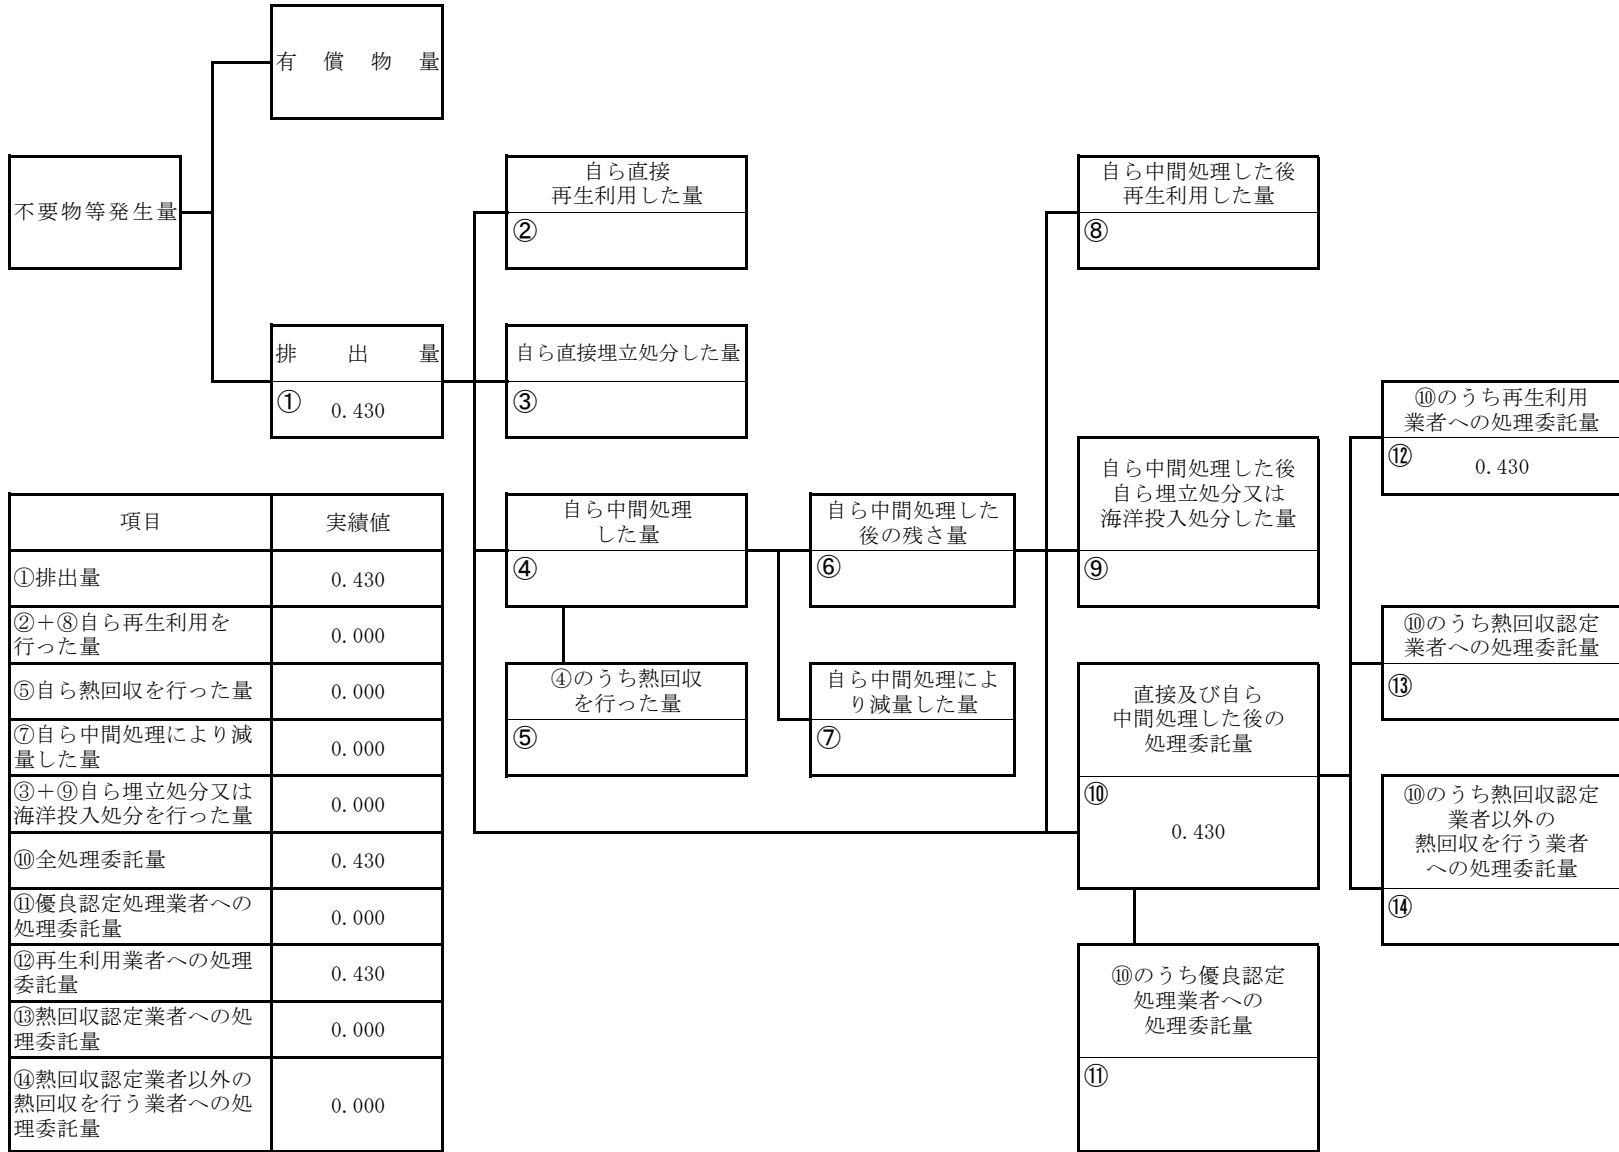 有償物量
不要物等発生量
自ら直接
再生利用した量
②
自ら中間処理した後
再生利用した量
⑧
排出量
①
0.430
自ら直接埋立処分した量
③
⑩のうち再生利用
業者への処理委託量
⑫
0.430
自ら中間処理
した量
④
自ら中間処理した
後の残さ量
⑥
自ら中間処理した後
自ら埋立処分又は
海洋投入処分した量
⑨
④のうち熱回収
を行った量
⑤
自ら中間処理によ
り減量した量
⑦
直接及び自ら
中間処理した後の
処理委託量
⑩
0.430
⑩のうち熱回収認定
業者への処理委託量
⑬
⑩のうち熱回収認定
業者以外の
熱回収を行う業者
への処理委託量
⑭
⑩のうち優良認定
処理業者への
処理委託量
⑪
項目 実績値
①排出量 0.430
②＋⑧自ら再生利用を
行った量 0.000
⑤自ら熱回収を行った量 0.000
⑦自ら中間処理により減
量した量 0.000
③＋⑨自ら埋立処分又は
海洋投入処分を行った量 0.000
⑩全処理委託量 0.430
⑪優良認定処理業者への
処理委託量 0.000
⑫再生利用業者への処理
委託量 0.430
⑬熱回収認定業者への処
理委託量 0.000
⑭熱回収認定業者以外の
熱回収を行う業者への処
理委託量 0.000